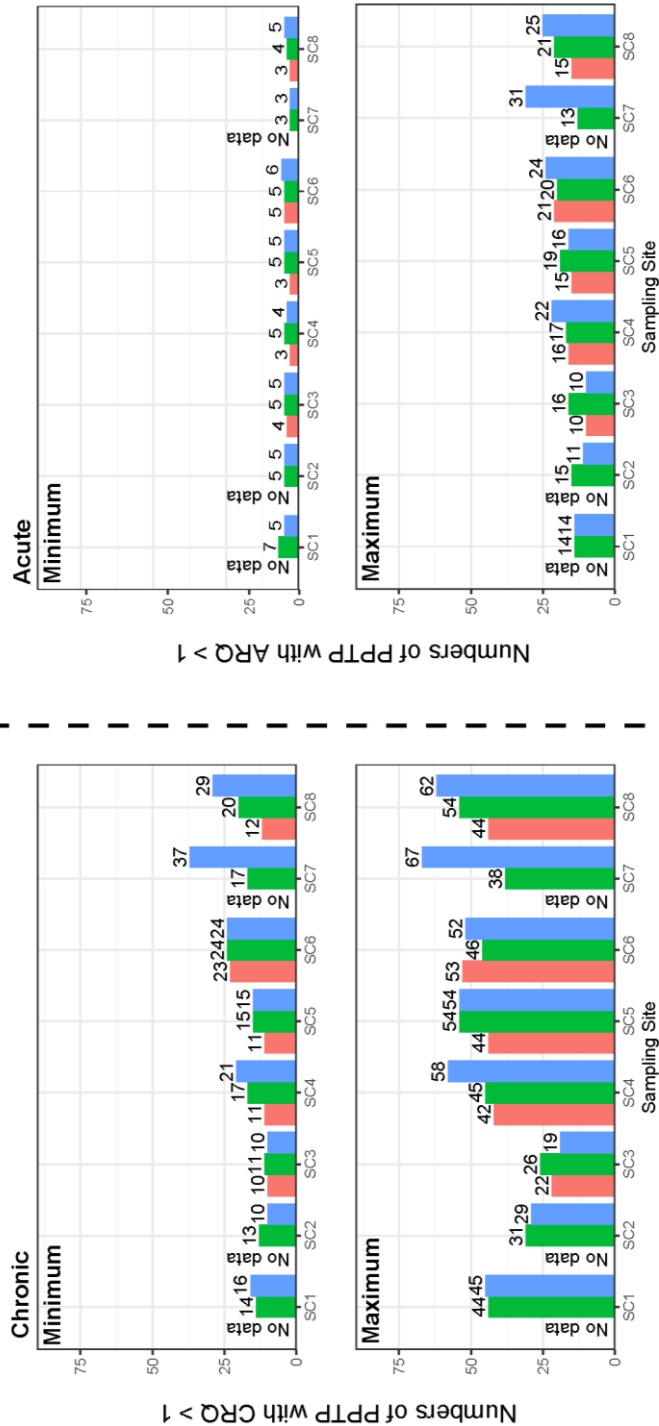 Chronic
Numbers of PPTP with CRQ > 1
Minimum
75
50
25
0
No data 14 16
No data 13 10
10 11 10
11 17 21
11 15 15
23 24 24
No data 17 37
12 20 29
SC1 SC2 SC3 SC4 SC5 SC6 SC7 SC8
Maximum
75
50
25
0
No data 44 45
No data 31 29
22 26 19
42 45 58
44 54 54
53 46 52
No data 38 67
44 54 62
SC1 SC2 SC3 SC4 SC5 SC6 SC7 SC8
Sampling Site
Acute
Numbers of PPTP with ARQ > 1
Minimum
75
50
25
0
No data 7 5
No data 5 5
4 5 5
3 5 4
3 5 5
5 5 6
No data 3 3
3 4 5
SC1 SC2 SC3 SC4 SC5 SC6 SC7 SC8
Maximum
75
50
25
0
No data 14 14
No data 15 11
10 16 10
16 17 22
15 19 16
21 20 24
No data 13 31
15 21 25
SC1 SC2 SC3 SC4 SC5 SC6 SC7 SC8
Sampling Site